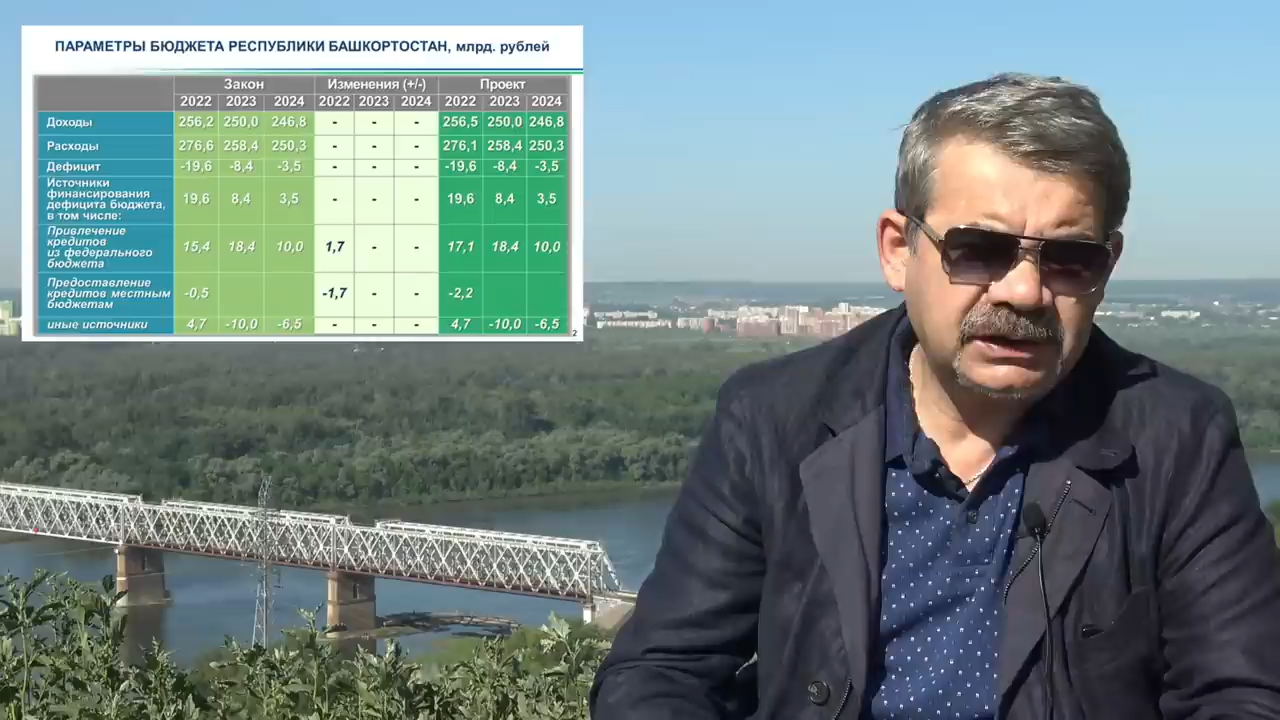 ПАРАМЕТРЫ БЮДЖЕТА РЕСПУБЛИКИ БАШКОРТОСТАН, млрд. рублей
Закон Изменения (+/-) Проект
2022 2023 2024 2022 2023 2024 2022 2023 2024
Доходы 256,2 250,0 246,8 - - - 256,5 250,0 246,8
Расходы 276,6 258,4 250,3 - - - 276,1 258,4 250,3
Дефицит -19,6 -8,4 -3,5 - - - -19,6 -8,4 -3,5
Источники
финансирования
дефицита бюджета,
в том числе:
19,6 8,4 3,5 - - - 19,6 8,4 3,5
Привлечение
кредитов
из федерального
бюджета
15,4 18,4 10,0 1,7 - - 17,1 18,4 10,0
Предоставление
кредитов местным
бюджетам
-0,5 -1,7 - - -2,2
иные источники 4,7 -10,0 -6,5 - - - 4,7 -10,0 -6,5
2